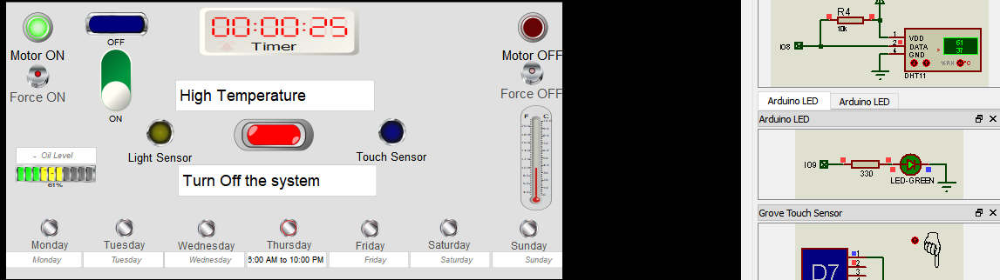 00:00:25
Timer
OFF
Motor ON
Motor OFF
Force ON
Force OFF
ON
High Temperature
F C
Light Sensor
Touch Sensor
- Oil Level
61%
Turn Off the system
Monday Tuesday Wednesday Thursday Friday Saturday Sunday
Monday Tuesday Wednesday 8:00 AM to 10:00 PM Friday Saturday Sunday
R4
10k
IO8
1 VDD
2 DATA
4 GND
61
37
>
%RH °C
DHT11
Arduino LED Arduino LED
Arduino LED
IO9
330
LED-GREEN
Grove Touch Sensor
D7
1
2
3
4